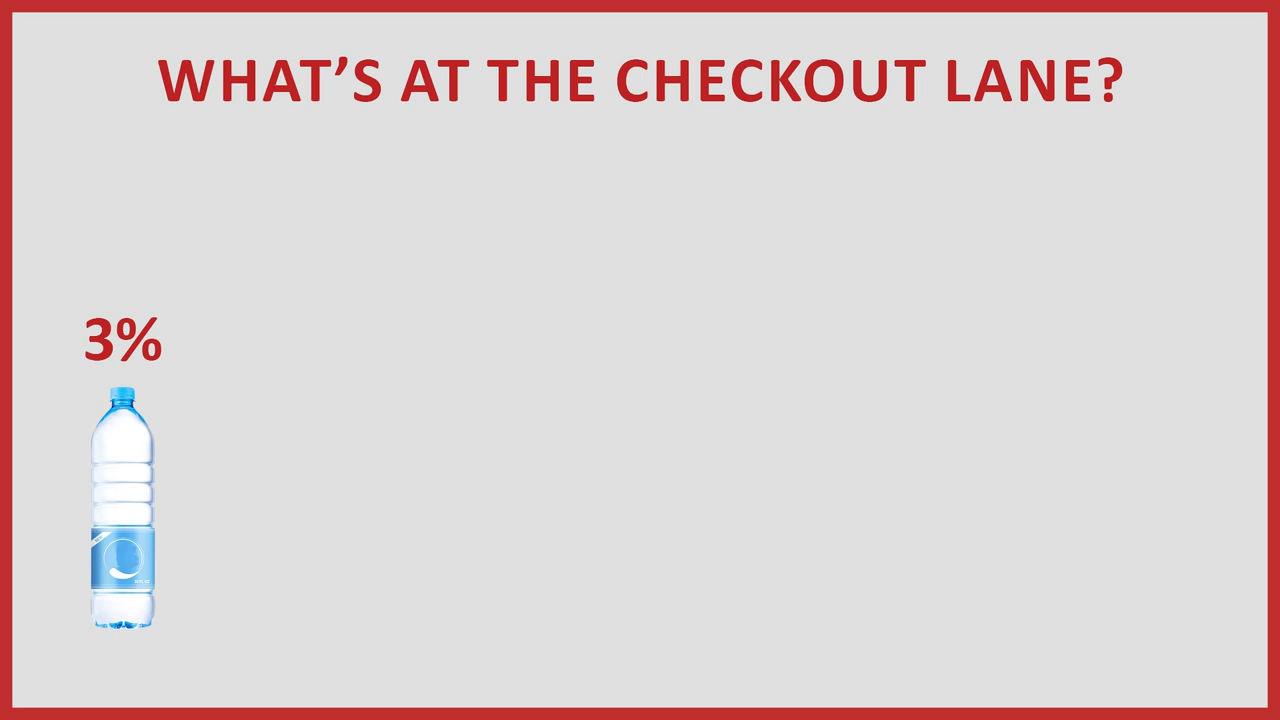 WHAT’S AT THE CHECKOUT LANE?
3%